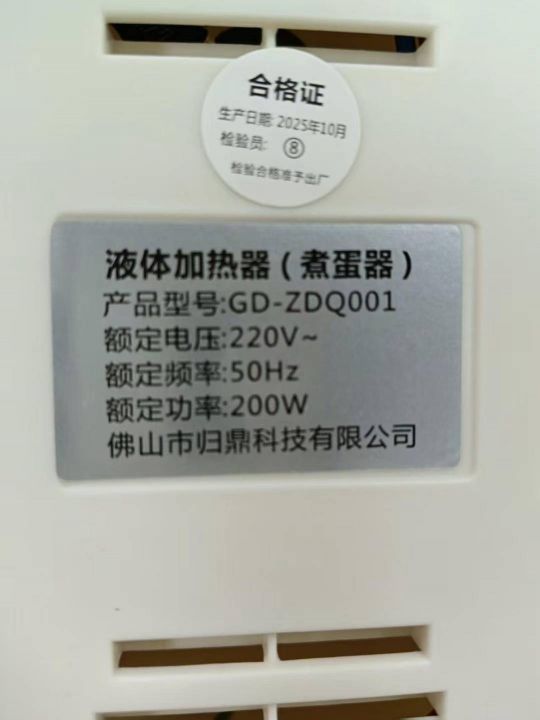 合格证
生产日期: 2025年10月
检验员: ⑧
检验合格准予出厂
液体加热器(煮蛋器)
产品型号:GD-ZDQ001
额定电压:220V~
额定频率:50Hz
额定功率:200W
佛山市归鼎科技有限公司